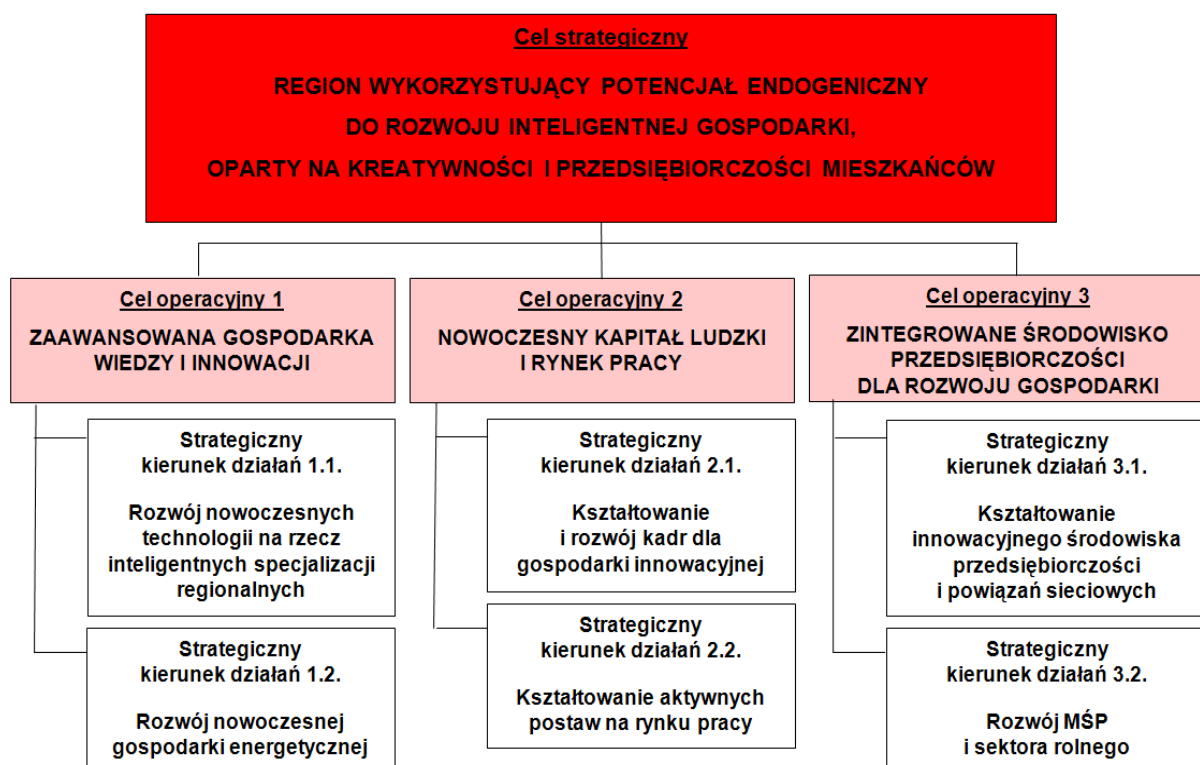 Cel strategiczny
REGION WYKORZYSTUJĄCY POTENCJAŁ ENDOGENICZNY
DO ROZWOJU INTELIGENTNEJ GOSPODARKI,
OPARTY NA KREATYWNOŚCI I PRZEDSIĘBIORCZOŚCI MIESZKAŃCÓW
Cel operacyjny 1
ZAAWANSOWANA GOSPODARKA
WIEDZY I INNOWACJI
Strategiczny
kierunek działań 1.1.
Rozwój nowoczesnych
technologii na rzecz
inteligentnych specjalizacji
regionalnych
Strategiczny
kierunek działań 1.2.
Rozwój nowoczesnej
gospodarki energetycznej
Cel operacyjny 2
NOWOCZESNY KAPITAŁ LUDZKI
I RYNEK PRACY
Strategiczny
kierunek działań 2.1.
Kształtowanie
i rozwój kadr dla
gospodarki innowacyjnej
Strategiczny
kierunek działań 2.2.
Kształtowanie aktywnych
postaw na rynku pracy
Cel operacyjny 3
ZINTEGROWANE ŚRODOWISKO
PRZEDSIĘBIORCZOŚCI
DLA ROZWOJU GOSPODARKI
Strategiczny
kierunek działań 3.1.
Kształtowanie
innowacyjnego środowiska
przedsiębiorczości
i powiązań sieciowych
Strategiczny
kierunek działań 3.2.
Rozwój MŚP
i sektora rolnego